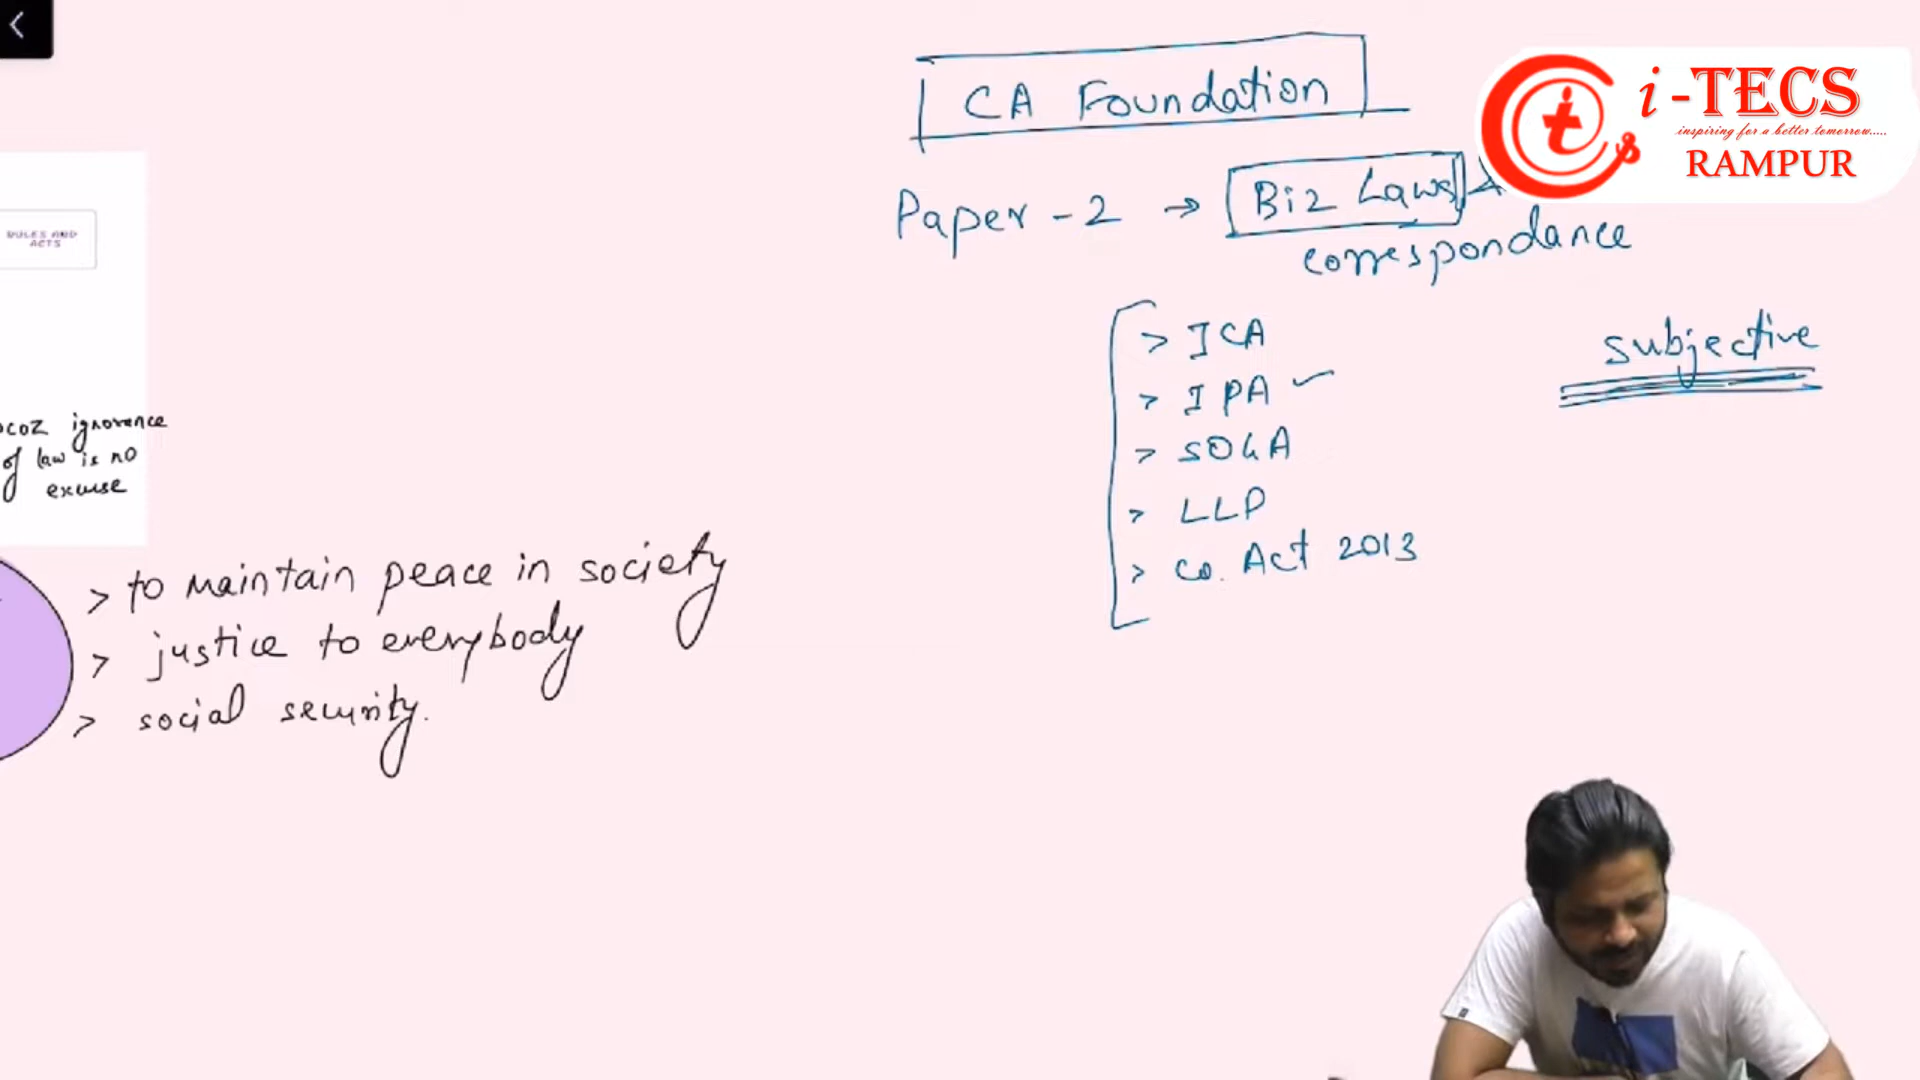 CA Foundation
i-TECS
inspiring for a better tomorrow.....
RAMPUR
Paper - 2 → Biz Laws &
correspondance
RULES AND
ACTS
> ICA
> IPA ✓
> SOGA
> LLP
> Co. Act 2013
subjective
coz ignorence
of law is no
excuse
> to maintain peace in society
> justice to everybody
> social security.